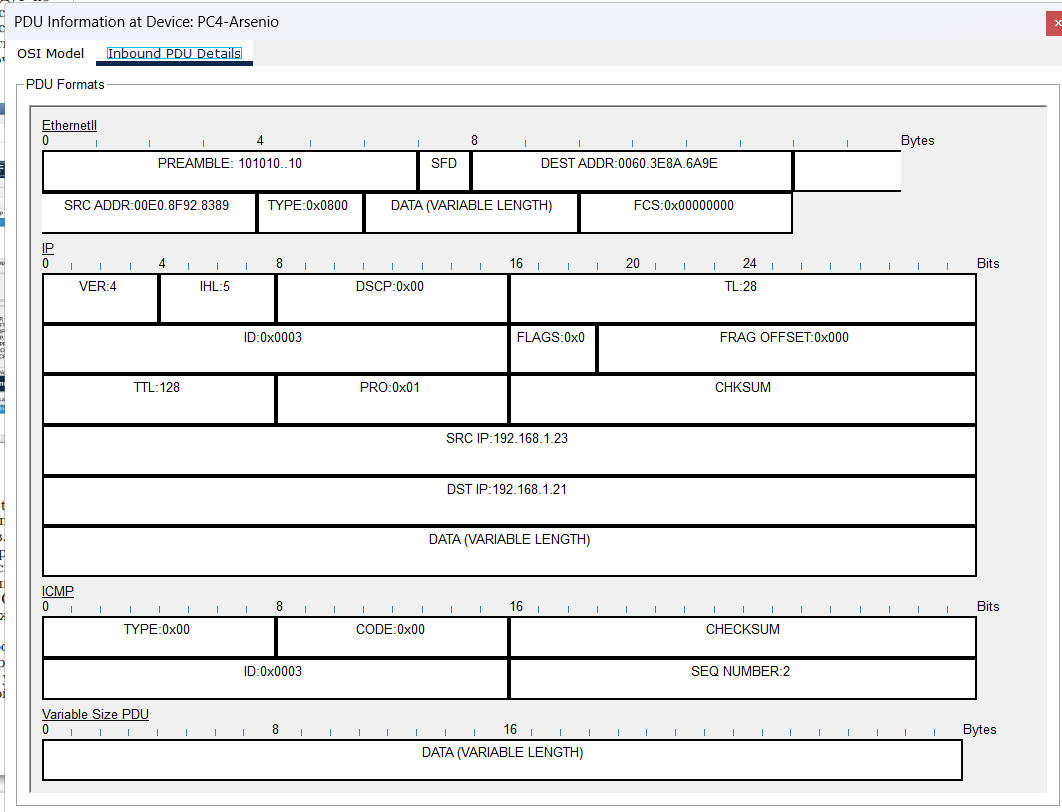 PDU Information at Device: PC4-Arsenio
OSI Model Inbound PDU Details
PDU Formats
EthernetII
0 4 8 Bytes
PREAMBLE: 101010..10 SFD DEST ADDR:0060.3E8A.6A9E
SRC ADDR:00E0.8F92.8389 TYPE:0x0800 DATA (VARIABLE LENGTH) FCS:0x00000000
IP
0 4 8 16 20 24 Bits
VER:4 IHL:5 DSCP:0x00 TL:28
ID:0x0003 FLAGS:0x0 FRAG OFFSET:0x000
TTL:128 PRO:0x01 CHKSUM
SRC IP:192.168.1.23
DST IP:192.168.1.21
DATA (VARIABLE LENGTH)
ICMP
0 8 16 Bits
TYPE:0x00 CODE:0x00 CHECKSUM
ID:0x0003 SEQ NUMBER:2
Variable Size PDU
0 8 16 Bytes
DATA (VARIABLE LENGTH)